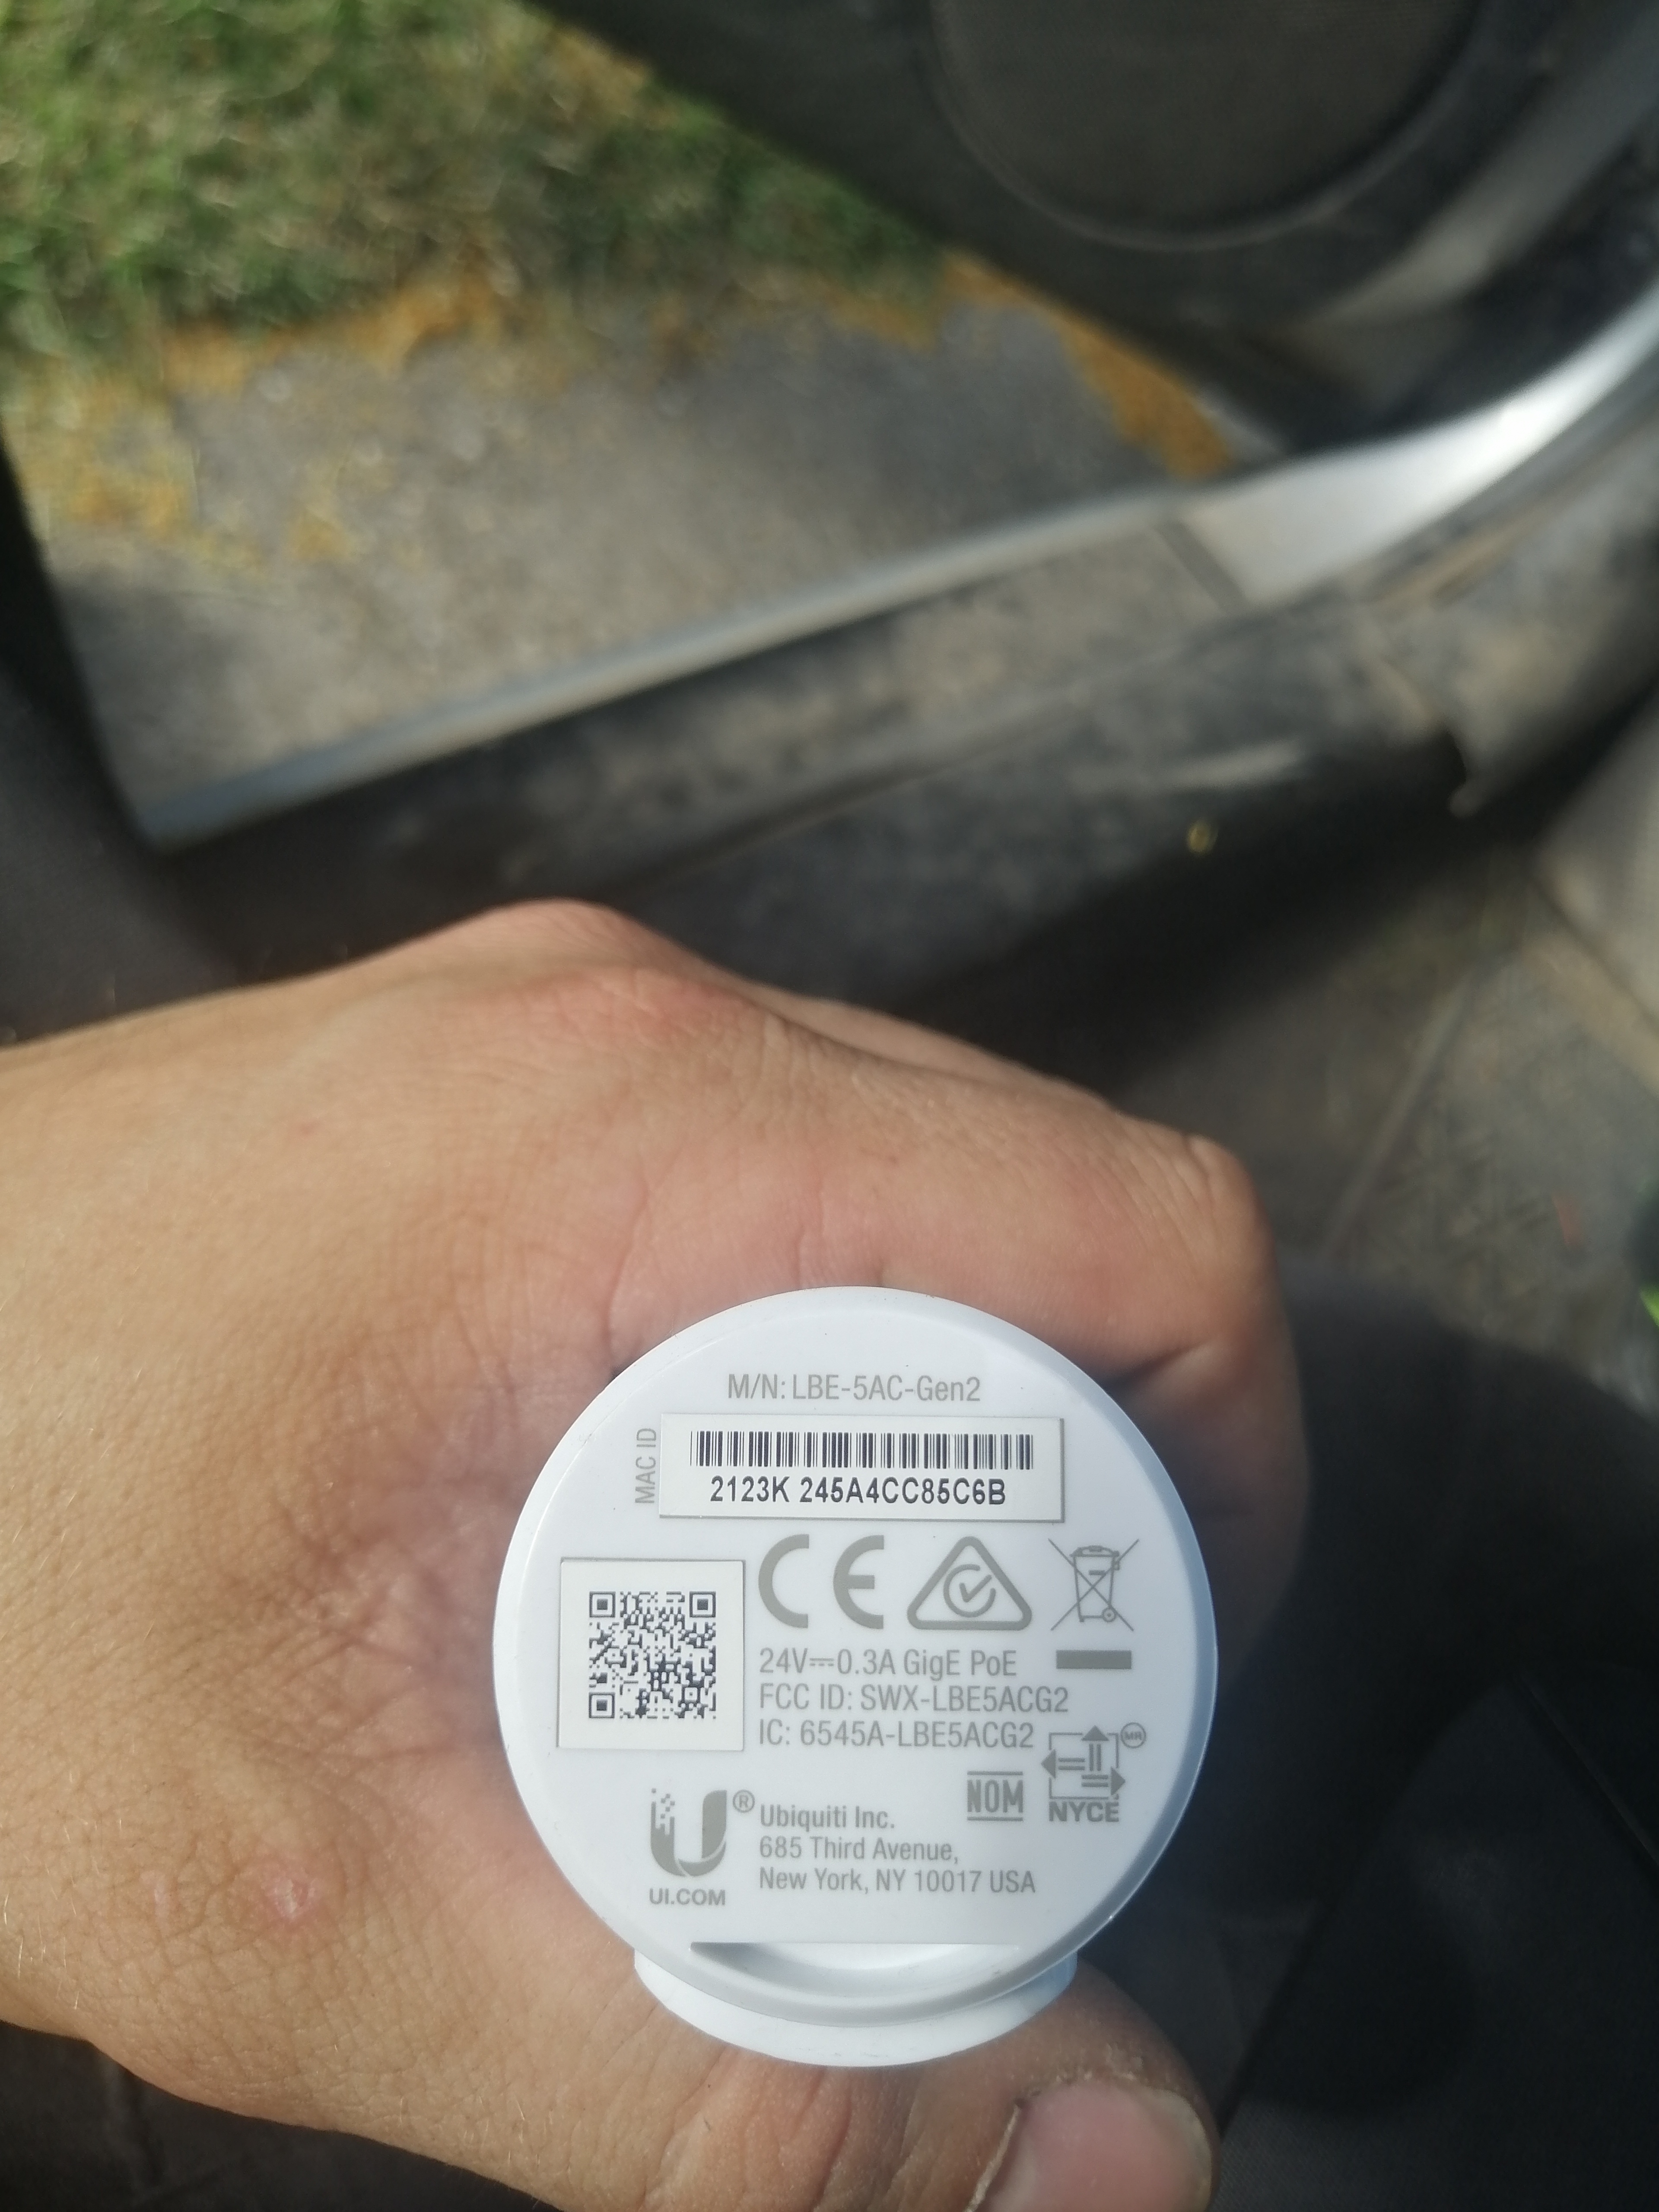 M/N: LBE-5AC-Gen2
MAC ID
2123K 245A4CC85C6B
CE
24V⎓0.3A GigE PoE
FCC ID: SWX-LBE5ACG2
IC: 6545A-LBE5ACG2
MR
NOM
NYCE
U®
Ubiquiti Inc.
685 Third Avenue,
New York, NY 10017 USA
UI.COM